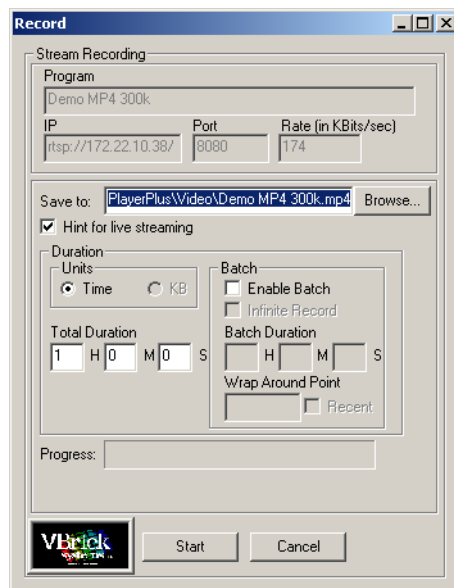 Record
Stream Recording
Program
Demo MP4 300k
IP Port Rate (in KBits/sec)
rtsp://172.22.10.38/ 8080 174
Save to: PlayerPlus\Video\Demo MP4 300k.mp4 Browse...
Hint for live streaming
Duration
Units Batch
Time KB Enable Batch
Infinite Record
Total Duration Batch Duration
1 H 0 M 0 S H M S
Wrap Around Point
Recent
Progress:
VBrick Start Cancel